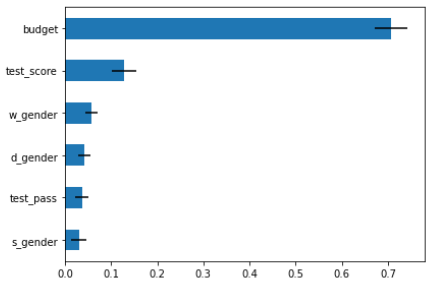 budget
test_score
w_gender
d_gender
test_pass
s_gender
0.0 0.1 0.2 0.3 0.4 0.5 0.6 0.7